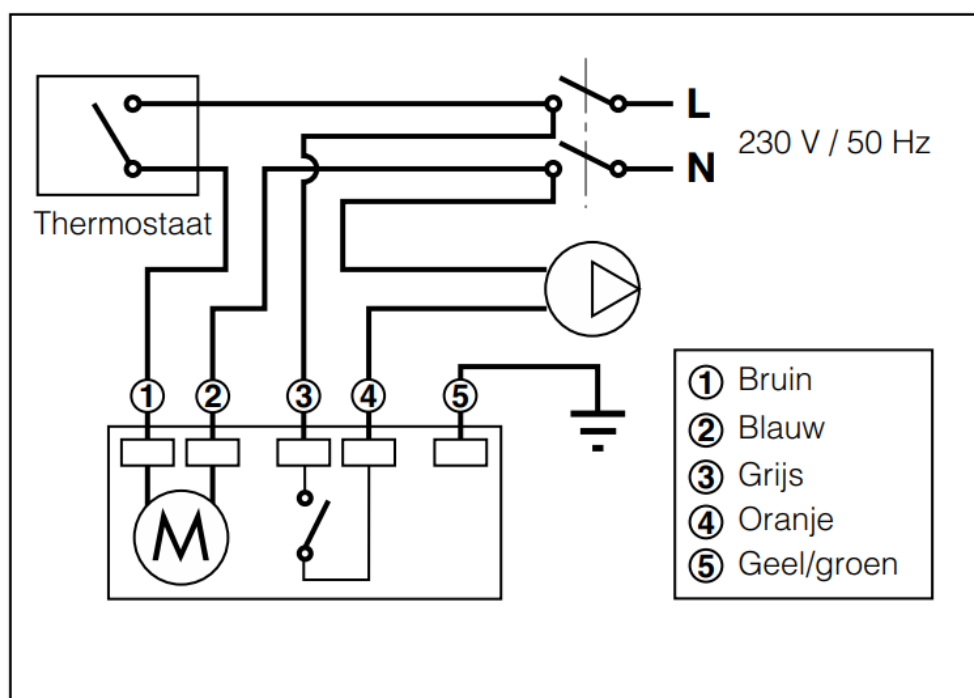 L
N
230 V / 50 Hz
Thermostaat
1 2 3 4 5
M
1 Bruin
2 Blauw
3 Grijs
4 Oranje
5 Geel/groen